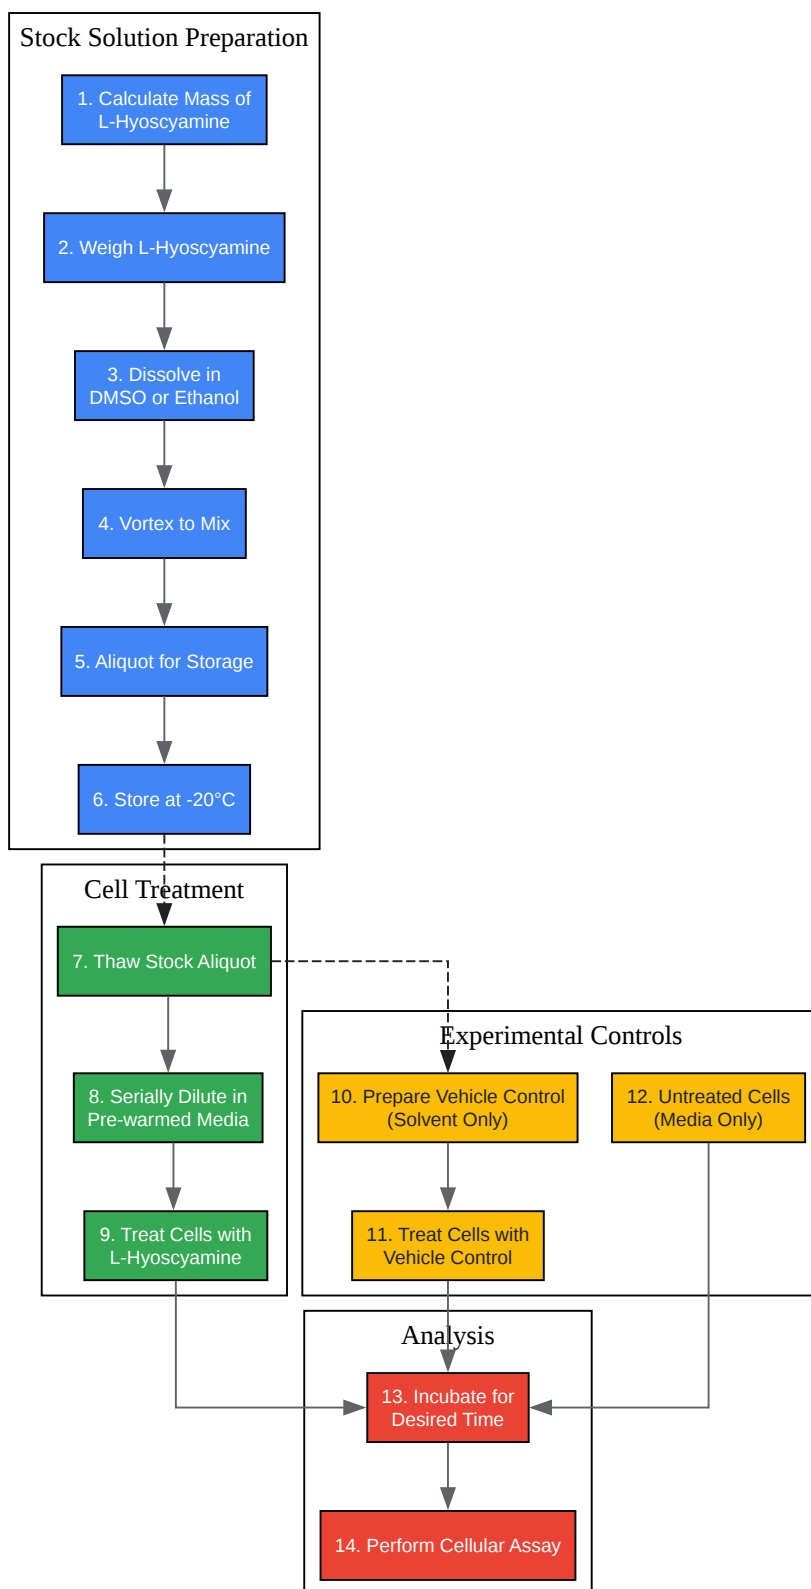 Stock Solution Preparation
1. Calculate Mass of
L-Hyoscyamine
2. Weigh L-Hyoscyamine
3. Dissolve in
DMSO or Ethanol
4. Vortex to Mix
5. Aliquot for Storage
6. Store at -20°C
Cell Treatment
7. Thaw Stock Aliquot
8. Serially Dilute in
Pre-warmed Media
9. Treat Cells with
L-Hyoscyamine
Experimental Controls
10. Prepare Vehicle Control
(Solvent Only)
12. Untreated Cells
(Media Only)
11. Treat Cells with
Vehicle Control
Analysis
13. Incubate for
Desired Time
14. Perform Cellular Assay